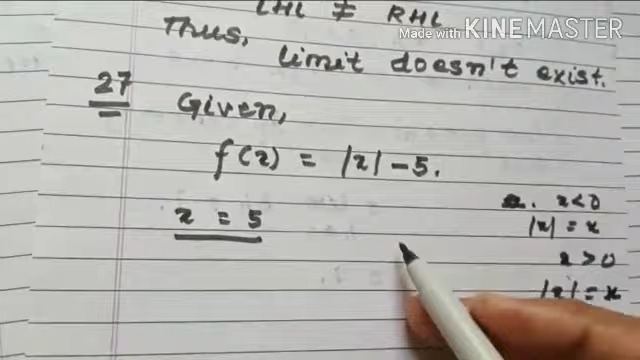 LHL ≠ RHL
Made with KINEMASTER
Thus, limit doesn't exist.
27 Given,
f(x) = |x| - 5.
x = 5
x<0
|x| = x
x > 0
|x| = x